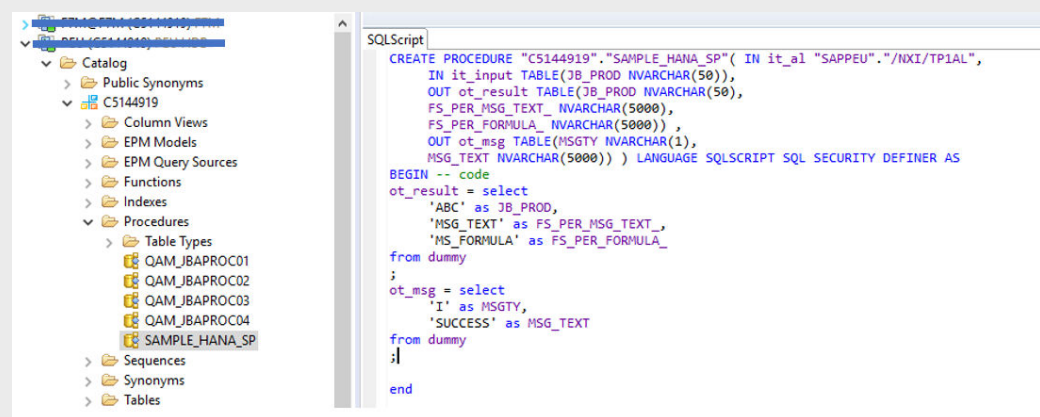 Catalog
Public Synonyms
C5144919
Column Views
EPM Models
EPM Query Sources
Functions
Indexes
Procedures
Table Types
QAM_JBAPROC01
QAM_JBAPROC02
QAM_JBAPROC03
QAM_JBAPROC04
SAMPLE_HANA_SP
Sequences
Synonyms
Tables
SQLScript
CREATE PROCEDURE "C5144919"."SAMPLE_HANA_SP"( IN it_al "SAPPEU"."/NXI/TP1AL",
IN it_input TABLE(JB_PROD NVARCHAR(50)),
OUT ot_result TABLE(JB_PROD NVARCHAR(50),
FS_PER_MSG_TEXT_ NVARCHAR(5000),
FS_PER_FORMULA_ NVARCHAR(5000)) ,
OUT ot_msg TABLE(MSGTY NVARCHAR(1),
MSG_TEXT NVARCHAR(5000)) ) LANGUAGE SQLSCRIPT SQL SECURITY DEFINER AS
BEGIN -- code
ot_result = select
'ABC' as JB_PROD,
'MSG_TEXT' as FS_PER_MSG_TEXT_,
'MS_FORMULA' as FS_PER_FORMULA_
from dummy
;
ot_msg = select
'I' as MSGTY,
'SUCCESS' as MSG_TEXT
from dummy
;
end